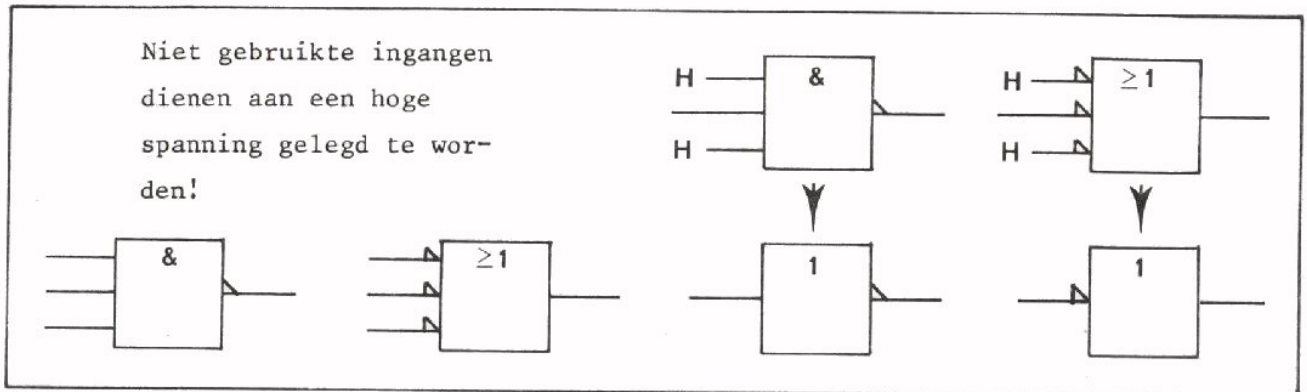 Niet gebruikte ingangen
dienen aan een hoge
spanning gelegd te wor-
den!
H & H ≥1
H H
& ≥1 1 1